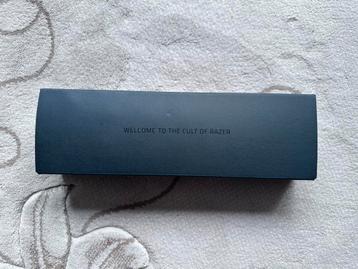 WELCOME TO THE CULT OF RAZER